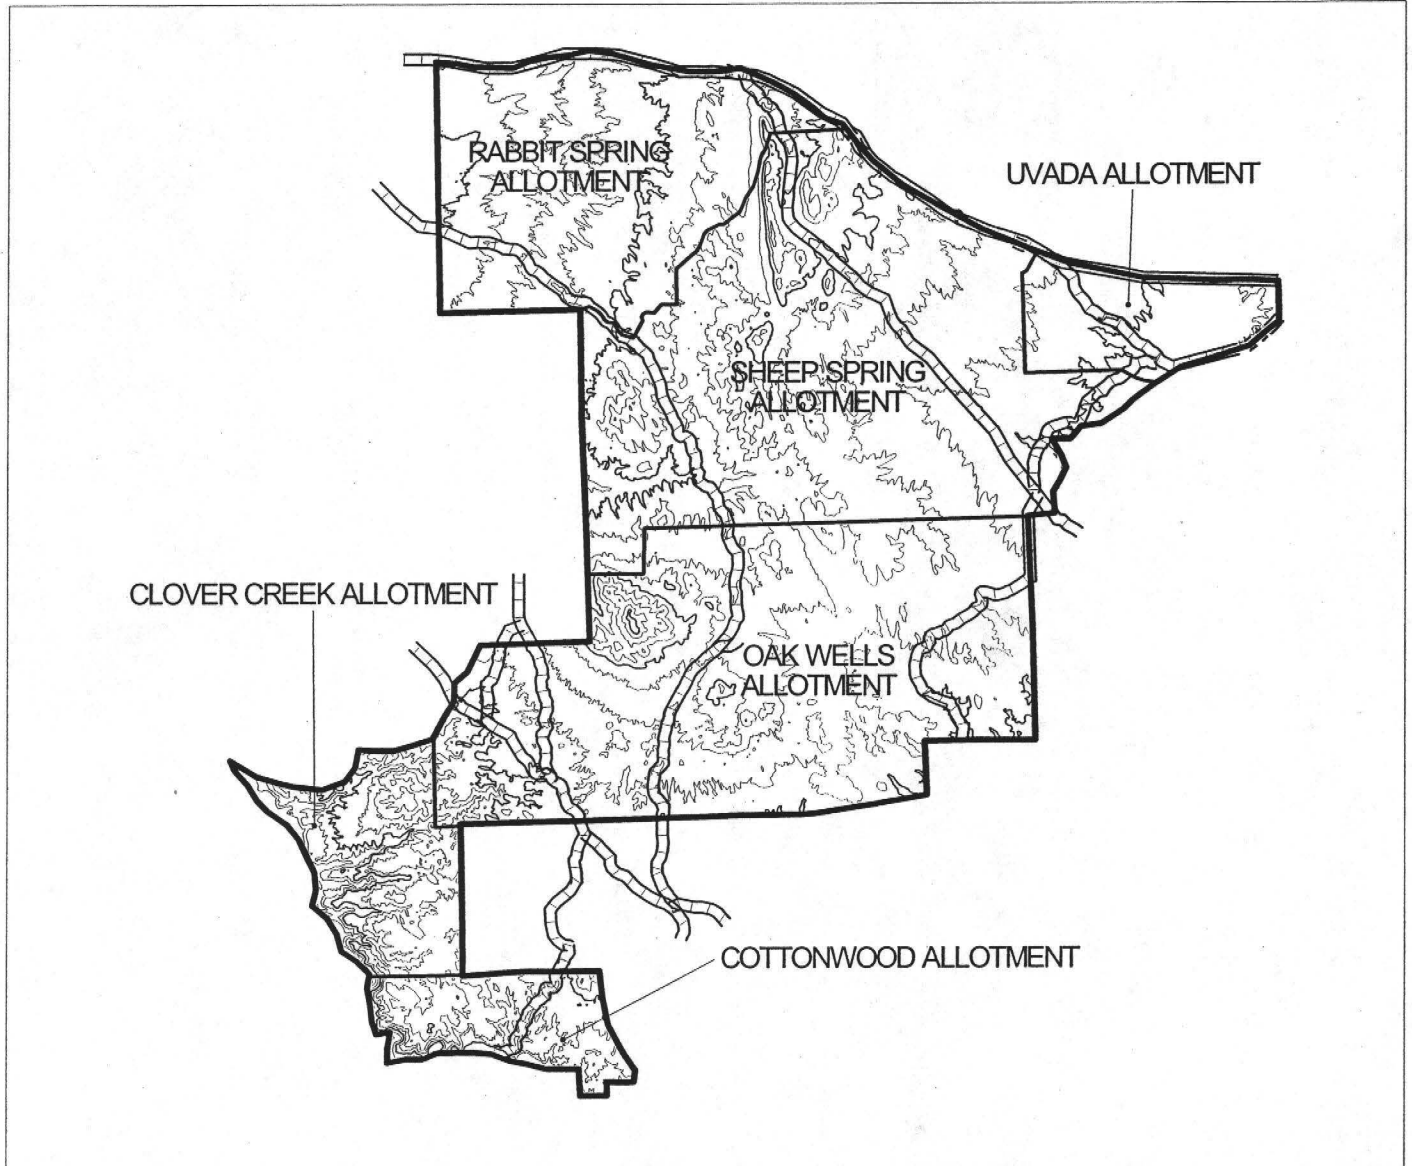 RABBIT SPRING
ALLOTMENT
UVADA ALLOTMENT
SHEEP SPRING
ALLOTMENT
CLOVER CREEK ALLOTMENT
OAK WELLS
ALLOTMENT
COTTONWOOD ALLOTMENT